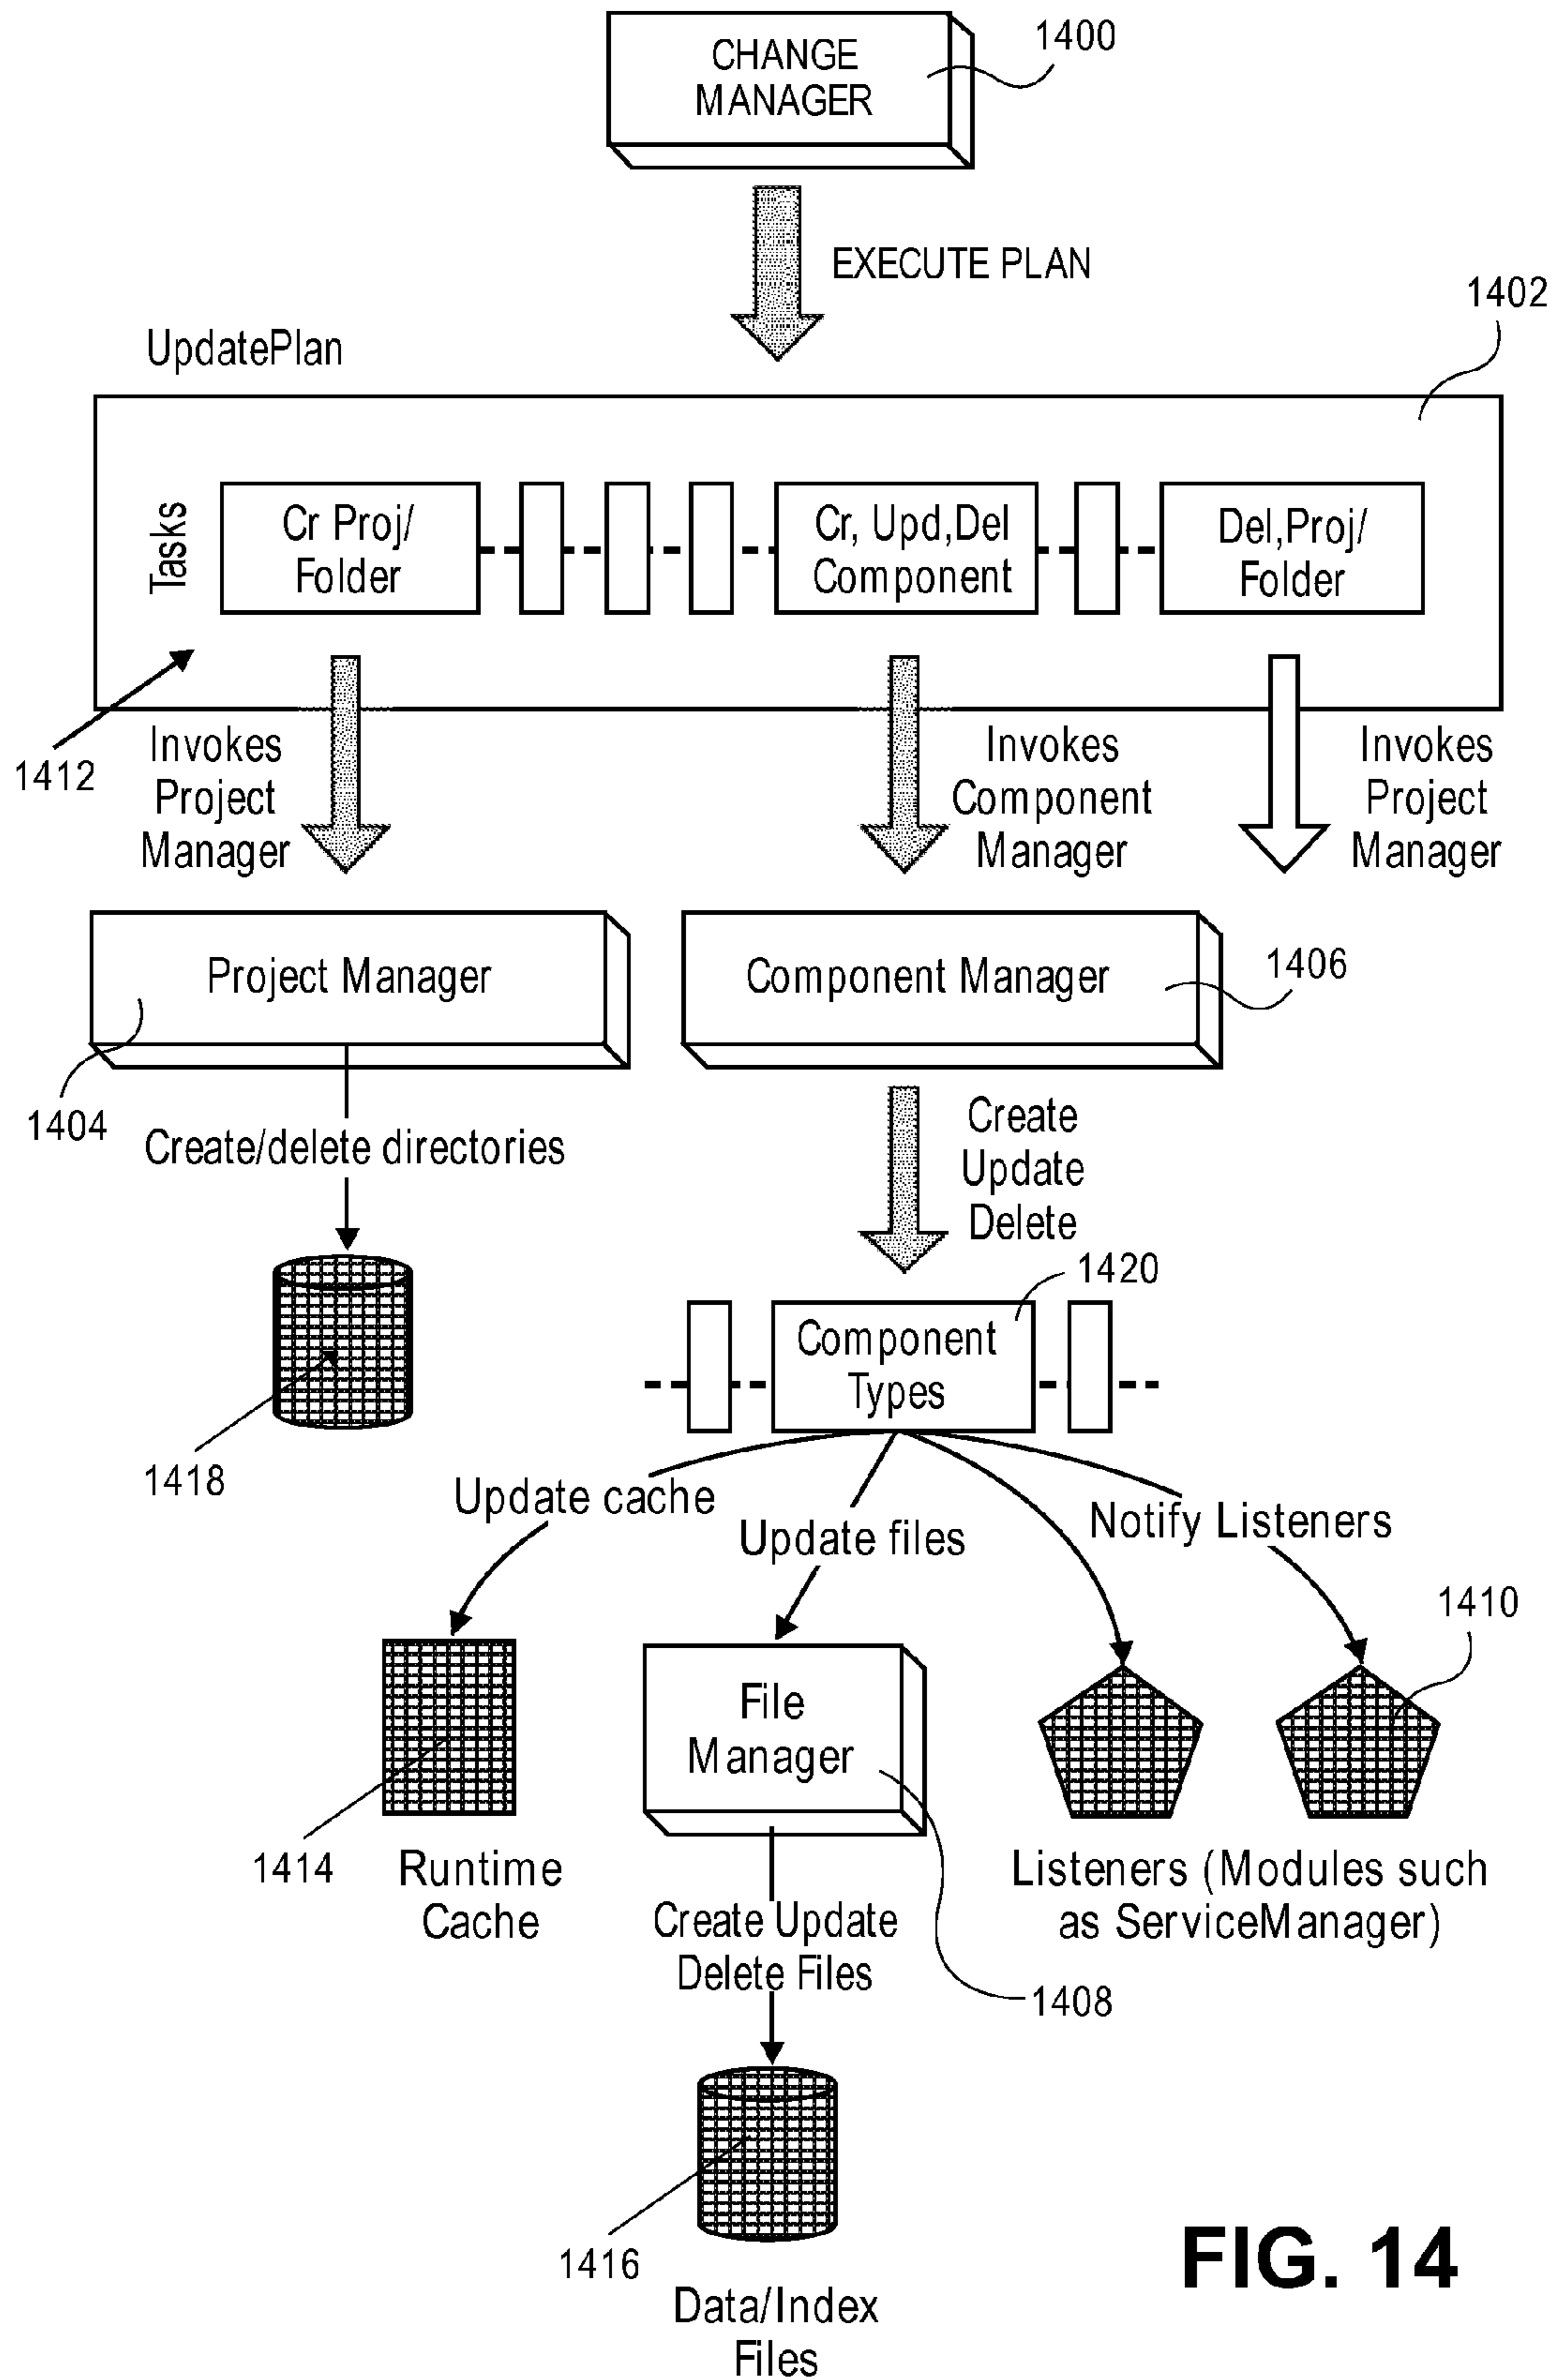 CHANGE
MANAGER
1400
EXECUTE PLAN
1402
UpdatePlan
Tasks
Cr Proj/
Folder
Cr, Upd,Del
Component
Del,Proj/
Folder
1412
Invokes
Project
Manager
Invokes
Component
Manager
Invokes
Project
Manager
Project Manager
1404
Component Manager
1406
Create/delete directories
Create
Update
Delete
1418
1420
Component
Types
Update cache
Update files
Notify Listeners
1410
File
Manager
1414
Runtime
Cache
Listeners (Modules such
as ServiceManager)
Create Update
Delete Files
1408
1416
Data/Index
Files
FIG. 14